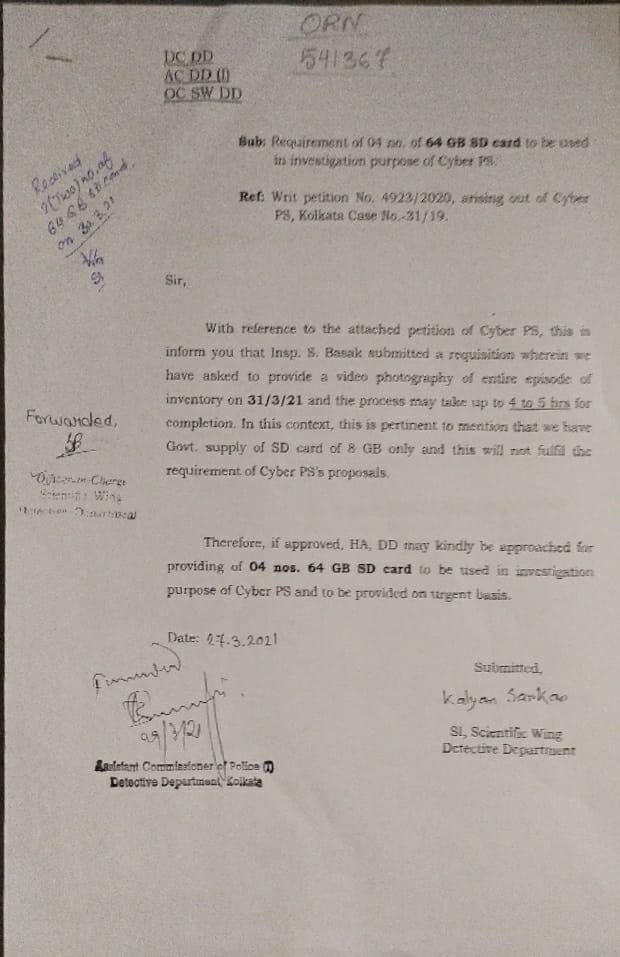 ORN
541367
DC DD
AC DD (I)
OC SW DD
Sub: Requirement of 04 no. of 64 GB SD card to be used
in investigation purpose of Cyber PS.
Ref: Writ petition No. 4923/2020, arising out of Cyber
PS, Kolkata Case No.-31/19.
Received
2(Two) no. of
64 GB SD card.
on 30.3.21
SI
Sir,
With reference to the attached petition of Cyber PS, this is
inform you that Insp. S. Basak submitted a requisition wherein we
have asked to provide a video photography of entire episode of
inventory on 31/3/21 and the process may take up to 4 to 5 hrs for
completion. In this context, this is pertinent to mention that we have
Govt. supply of SD card of 8 GB only and this will not fulfil the
requirement of Cyber PS's proposals.
Forwarded,
Officer-in-Charge
Scientific Wing
Detective Department
Therefore, if approved, HA, DD may kindly be approached for
providing of 04 nos. 64 GB SD card to be used in investigation
purpose of Cyber PS and to be provided on urgent basis.
Date: 27.3.2021
Submitted,
Kalyan Sarkar
SI, Scientific Wing
Detective Department
29/3/21
Assistant Commissioner of Police (I)
Detective Department, Kolkata